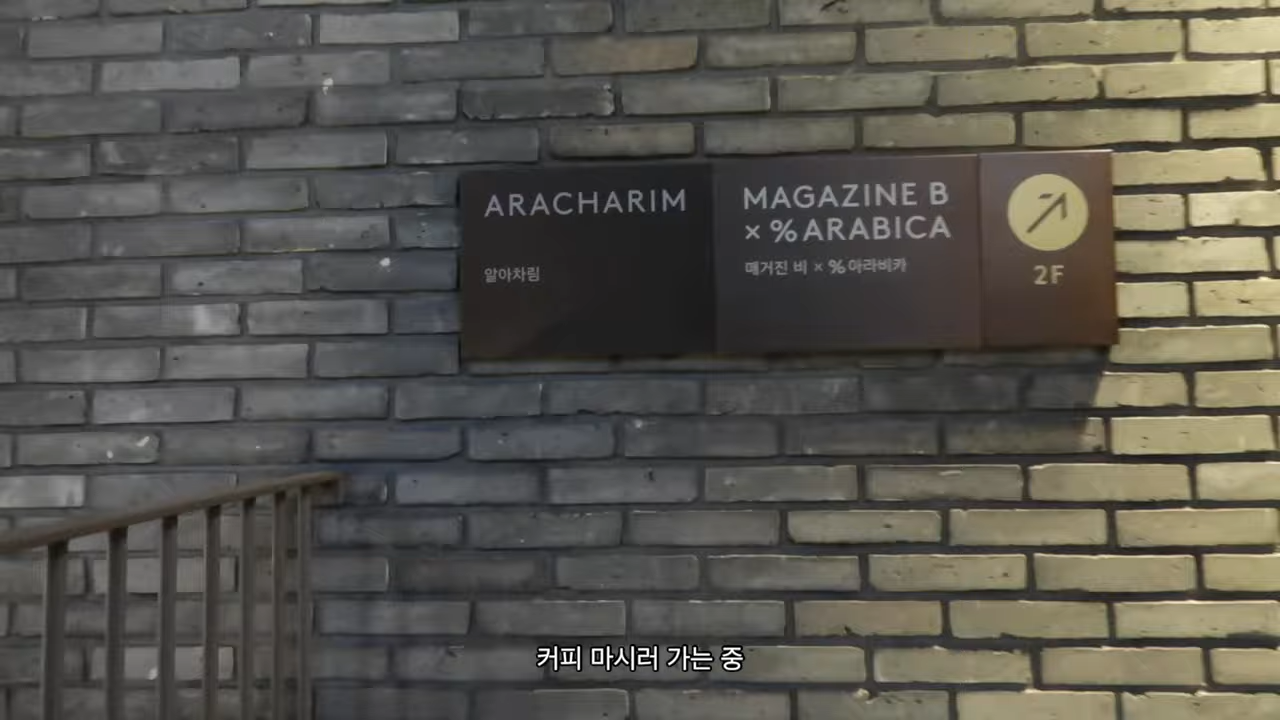 ARACHARIM
알아차림
MAGAZINE B
× % ARABICA
매거진 비 × % 아라비카
2F
커피 마시러 가는 중